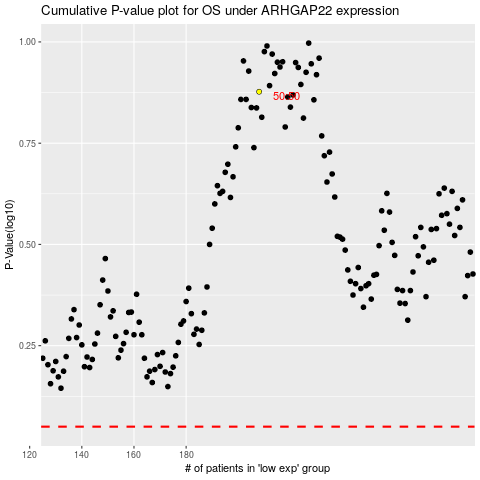 Cumulative P-value plot for OS under ARHGAP22 expression
1.00
0.75
0.50
0.25
P-Value(log10)
50:50
120 140 160 180
# of patients in 'low exp' group